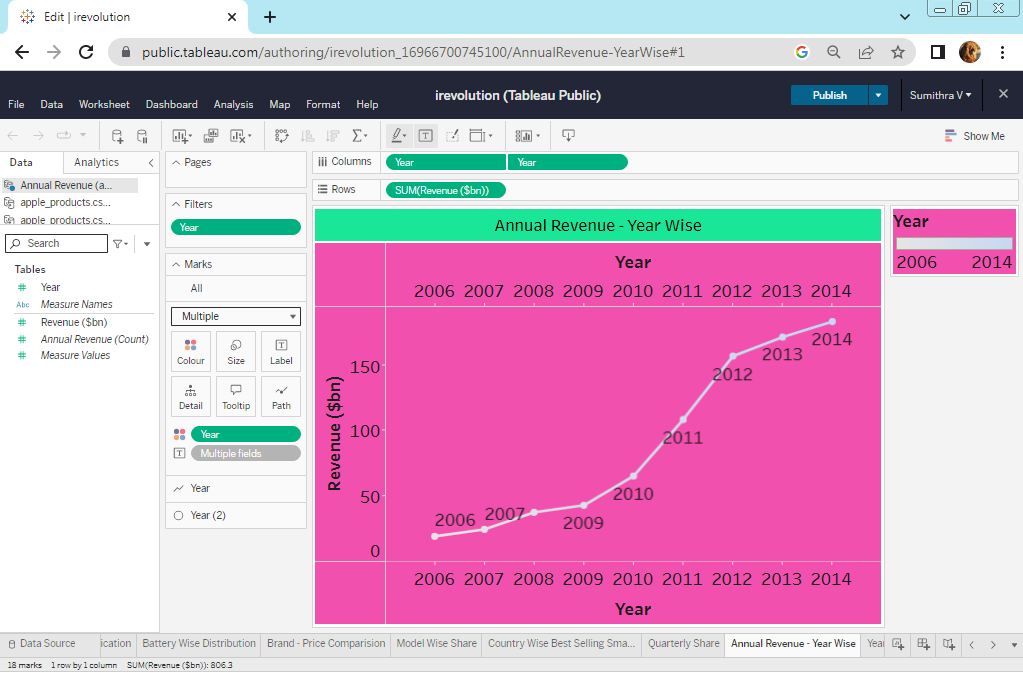 Edit | irevolution
public.tableau.com/authoring/irevolution_16966700745100/AnnualRevenue-YearWise#1
irevolution (Tableau Public)
Publish
Sumithra V
File Data Worksheet Dashboard Analysis Map Format Help
Show Me
Data Analytics
Annual Revenue (a...
apple_products.cs...
apple_products.cs...
Search
Tables
Year
Abc Measure Names
Revenue ($bn)
Annual Revenue (Count)
Measure Values
Pages
Filters
Year
Marks
All
Multiple
Colour Size Label
Detail Tooltip Path
Year
Multiple fields
Year
Year (2)
Columns Year Year
Rows SUM(Revenue ($bn))
Annual Revenue - Year Wise
Year
2006 2007 2008 2009 2010 2011 2012 2013 2014
Revenue ($bn)
150
100
50
0
2006
2007
2009
2010
2011
2012
2013
2014
2006 2007 2008 2009 2010 2011 2012 2013 2014
Year
Year
2006 2014
Data Source ication Battery Wise Distribution Brand - Price Comparision Model Wise Share Country Wise Best Selling Sma... Quarterly Share Annual Revenue - Year Wise Year
18 marks 1 row by 1 column SUM(Revenue ($bn)): 806.3